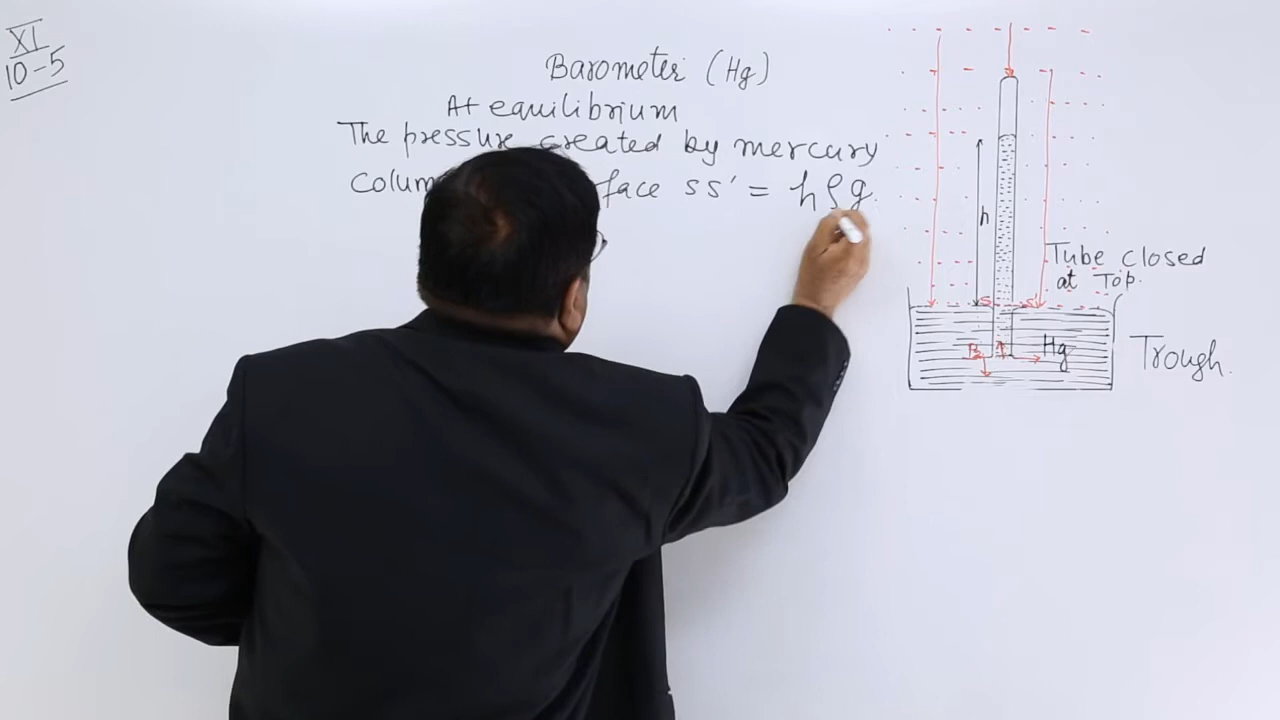 XI
10-5
Barometer (Hg)
At equilibrium
The pressure created by mercury
face SS' = hρg
h
S S'
Tube closed
at Top.
B
Hg
Trough.